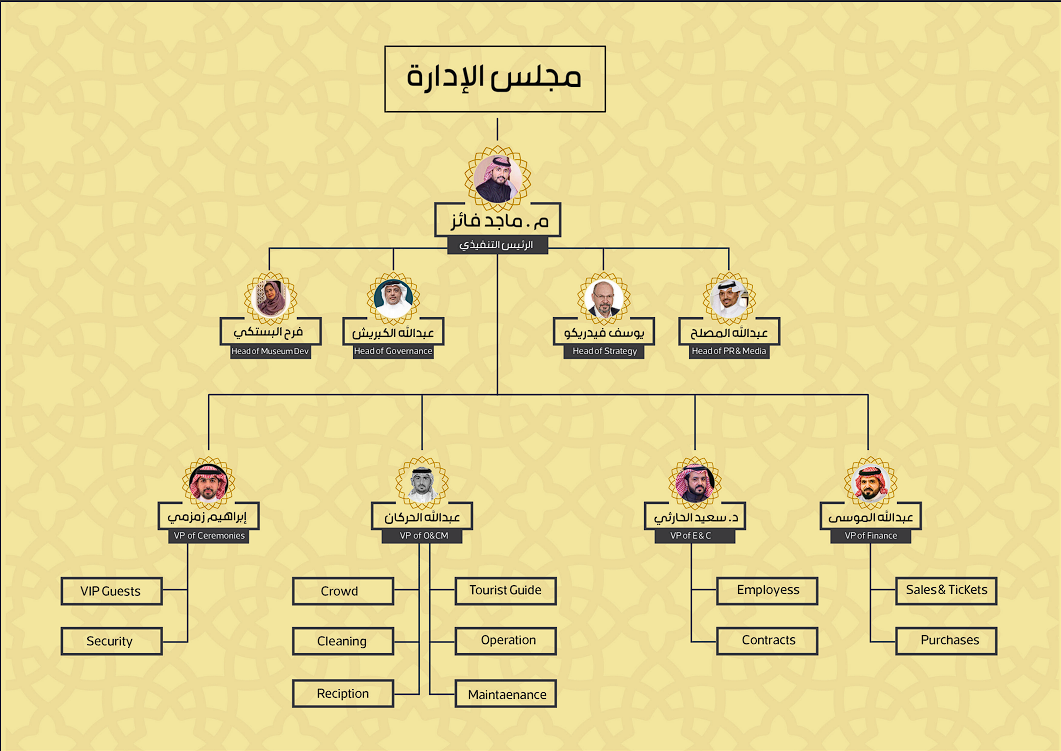 مجلس الإدارة
م. ماجد فائز
الرئيس التنفيذي
فرح البستكي
Head of Museum Dev
عبدالله الكبريش
Head of Governance
يوسف فيدريكو
Head of Strategy
عبدالله المصلح
Head of PR & Media
إبراهيم زمزمي
VP of Ceremonies
عبدالله الحركان
VP of O&CM
د. سعيد الحارثي
VP of E & C
عبدالله الموسى
VP of Finance
VIP Guests
Security
Crowd
Cleaning
Reciption
Tourist Guide
Operation
Maintaenance
Employess
Contracts
Sales & Tickets
Purchases